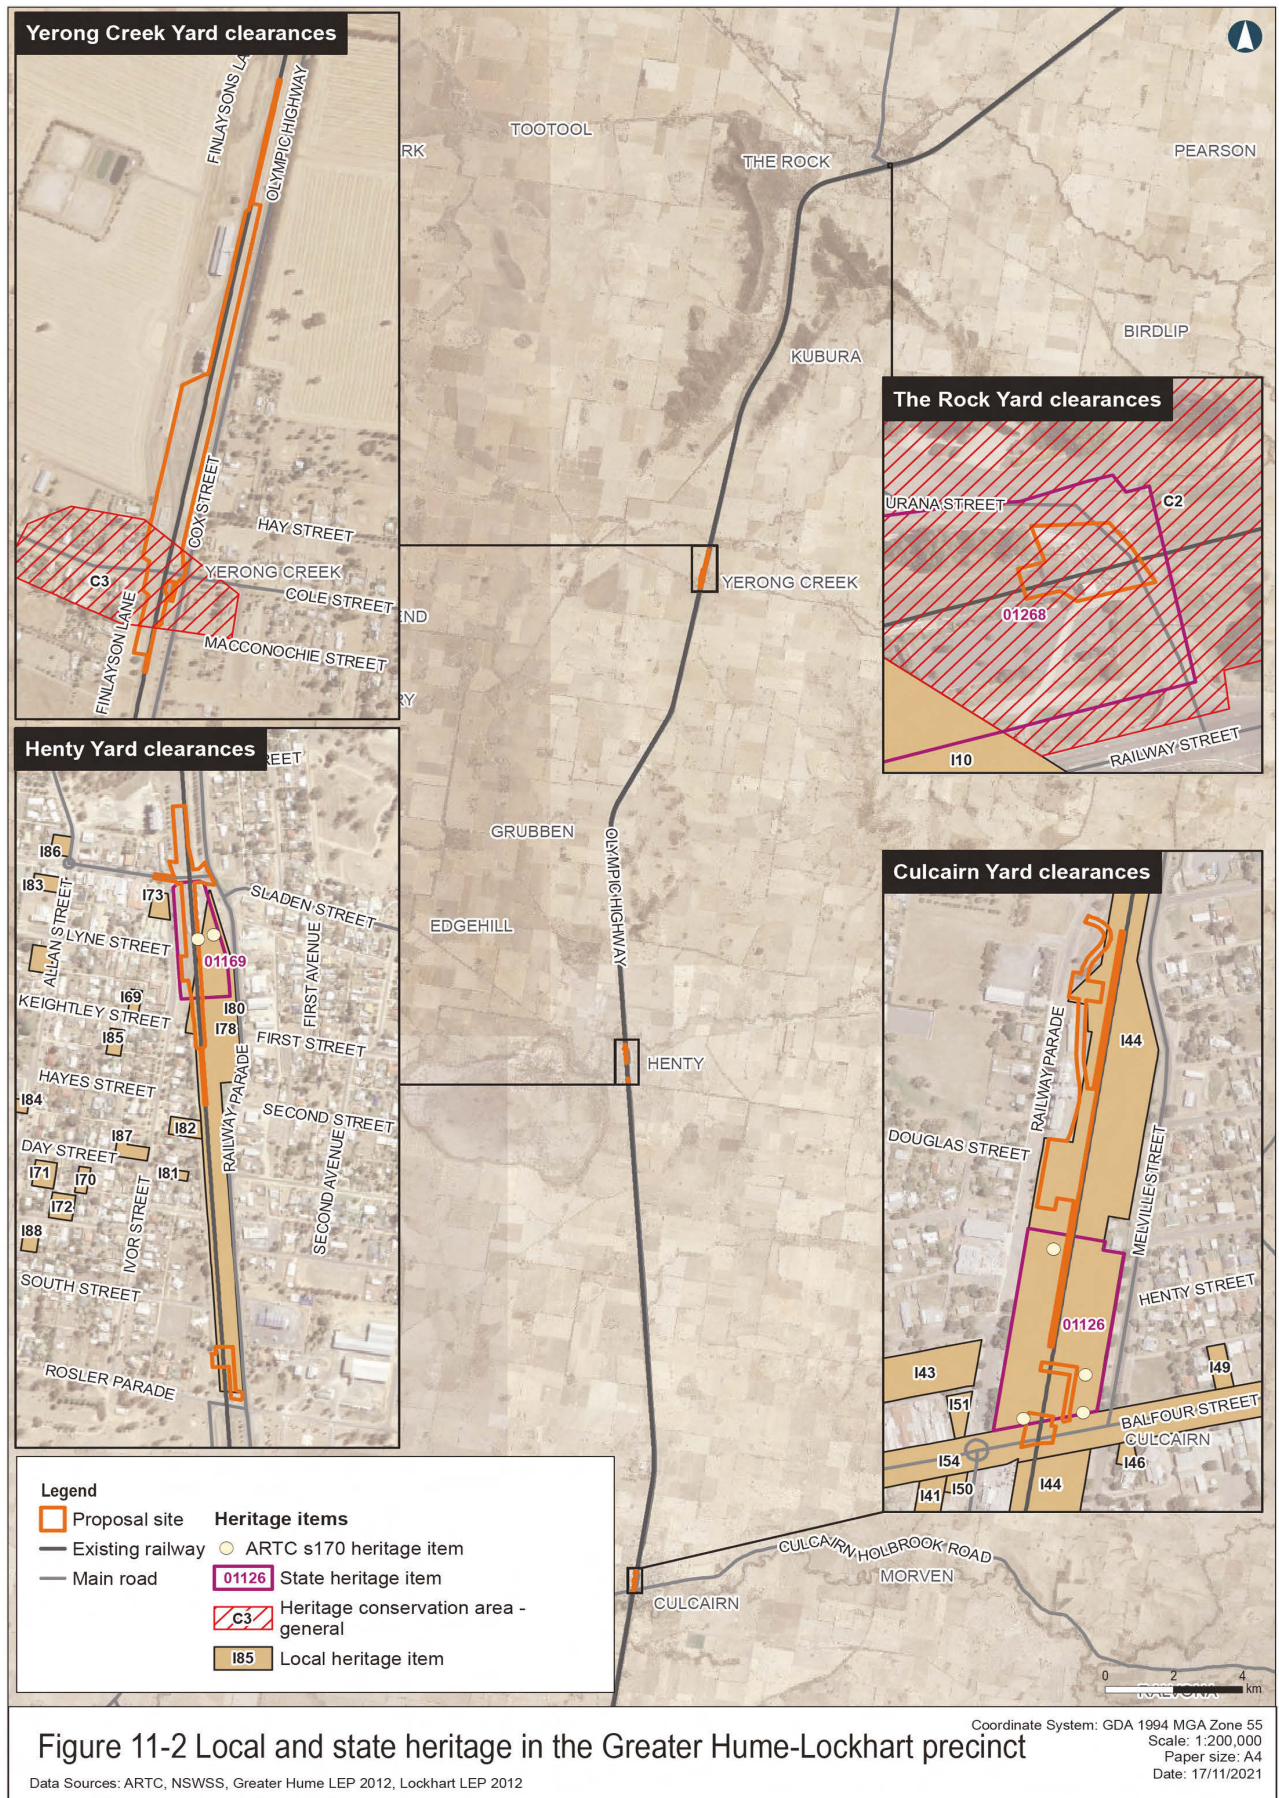 Yerong Creek Yard clearances
FINLAYSONS LA
OLYMPIC HIGHWAY
COX STREET
HAY STREET
YERONG CREEK
C3
COLE STREET
FINLAYSON LANE
MACCONOCHIE STREET
TOOTOOL
RK
THE ROCK
PEARSON
BIRDLIP
KUBURA
The Rock Yard clearances
URANA STREET
C2
01268
I10
RAILWAY STREET
YERONG CREEK
END
RY
Henty Yard clearances
REET
I86
I83
I73
SLADEN STREET
ALLAN STREET
LYNE STREET
01169
FIRST AVENUE
I69
KEIGHTLEY STREET
I80
I78
I85
FIRST STREET
HAYES STREET
I84
RAILWAY PARADE
SECOND STREET
I82
I87
DAY STREET
I71
I70
I81
I72
IVOR STREET
SECOND AVENUE
I88
SOUTH STREET
ROSLER PARADE
GRUBBEN
OLYMPIC HIGHWAY
EDGEHILL
HENTY
Culcairn Yard clearances
I44
RAILWAY PARADE
DOUGLAS STREET
MELVILLE STREET
HENTY STREET
01126
I43
I49
I51
BALFOUR STREET
CULCAIRN
I54
I46
I41
I50
I44
CULCAIRN HOLBROOK ROAD
MORVEN
CULCAIRN
0 2 4
km
RALVONA
Legend
Proposal site
Existing railway
Main road
Heritage items
ARTC s170 heritage item
01126 State heritage item
C3 Heritage conservation area -
general
I85 Local heritage item
Figure 11-2 Local and state heritage in the Greater Hume-Lockhart precinct
Data Sources: ARTC, NSWSS, Greater Hume LEP 2012, Lockhart LEP 2012
Coordinate System: GDA 1994 MGA Zone 55
Scale: 1:200,000
Paper size: A4
Date: 17/11/2021